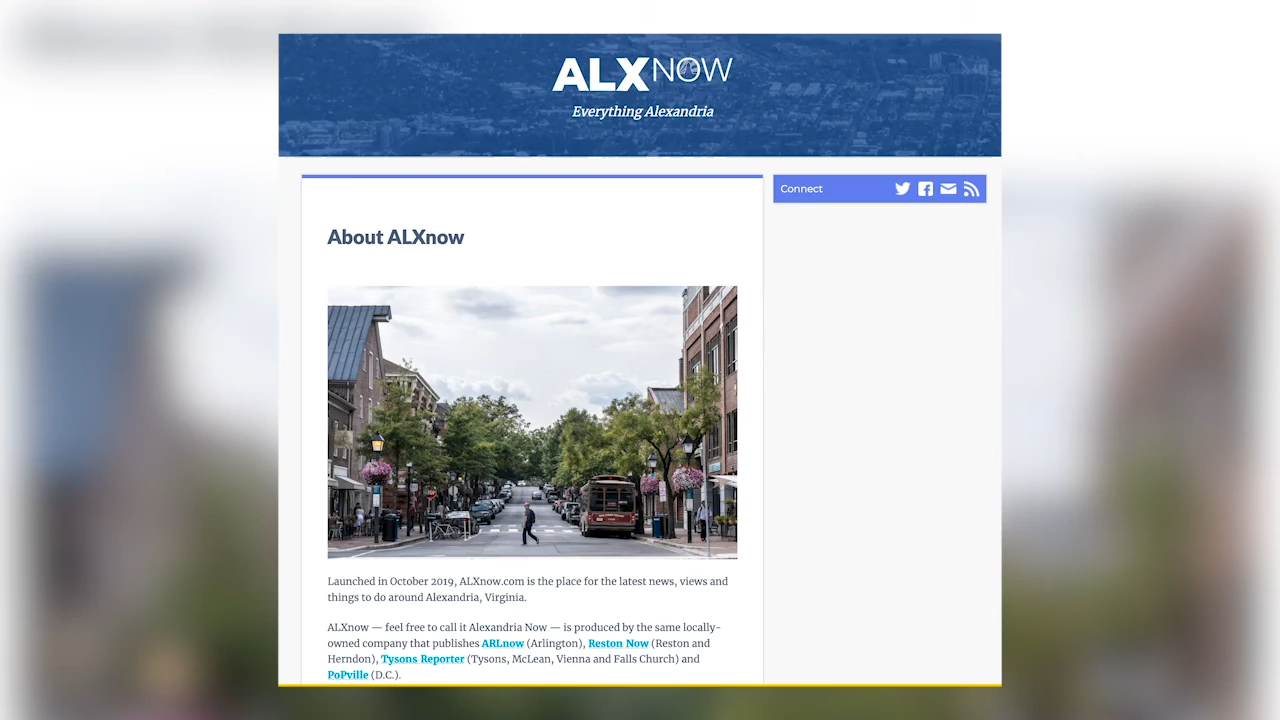 ALXNOW
Everything Alexandria
Connect
About ALXnow
Launched in October 2019, ALXnow.com is the place for the latest news, views and
things to do around Alexandria, Virginia.
ALXnow — feel free to call it Alexandria Now — is produced by the same locally-
owned company that publishes ARLnow (Arlington), Reston Now (Reston and
Herndon), Tysons Reporter (Tysons, McLean, Vienna and Falls Church) and
PoPville (D.C.).